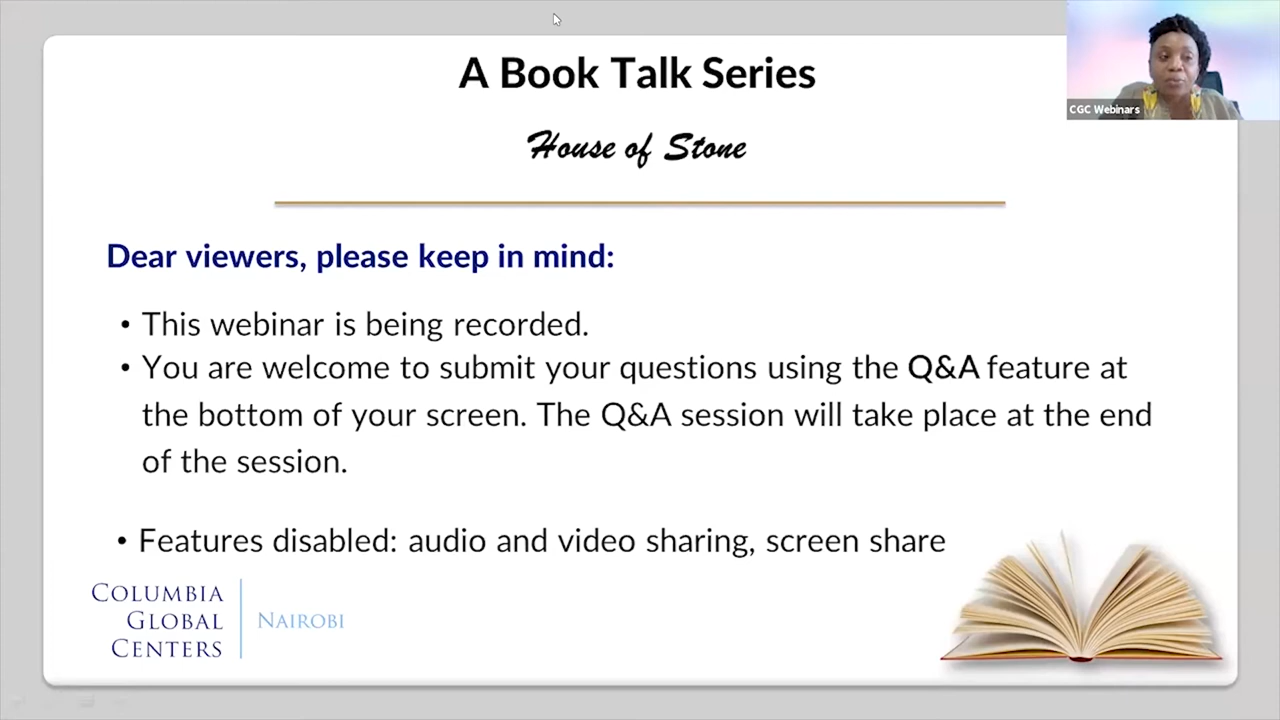 A Book Talk Series
House of Stone
CGC Webinars
Dear viewers, please keep in mind:
• This webinar is being recorded.
• You are welcome to submit your questions using the Q&A feature at
the bottom of your screen. The Q&A session will take place at the end
of the session.
• Features disabled: audio and video sharing, screen share
COLUMBIA
GLOBAL
CENTERS
NAIROBI